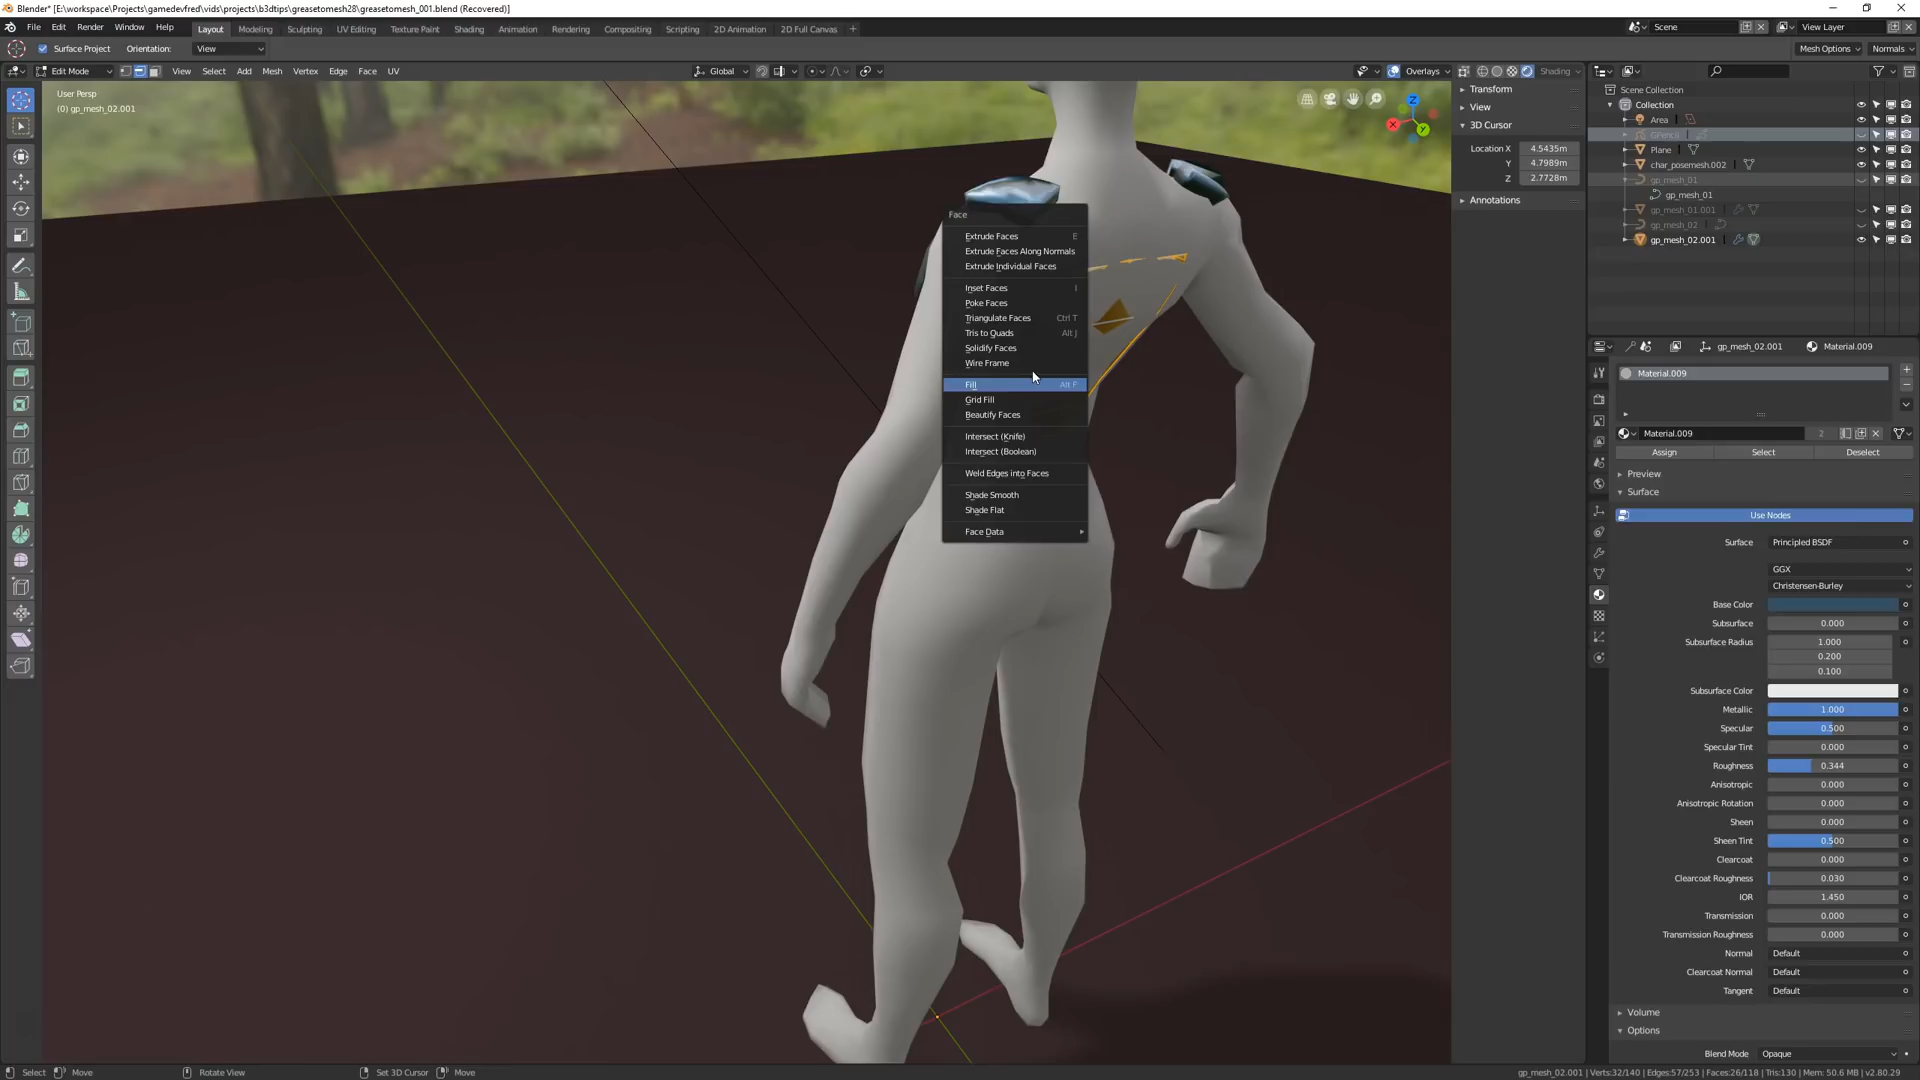 Blender* [E:\workspace\Projects\gamedevfred\vids\projects\b3dtips\greasetomesh28\greasetomesh_001.blend (Recovered)]
File Edit Render Window Help Layout Modeling Sculpting UV Editing Texture Paint Shading Animation Rendering Compositing Scripting 2D Animation 2D Full Canvas + Scene View Layer
Surface Project Orientation: View Mesh Options Normals
Edit Mode View Select Add Mesh Vertex Edge Face UV Global Overlays Shading
User Persp
(0) gp_mesh_02.001
Face
Extrude Faces E
Extrude Faces Along Normals
Extrude Individual Faces
Inset Faces I
Poke Faces
Triangulate Faces Ctrl T
Tris to Quads Alt J
Solidify Faces
Wire Frame
Fill Alt F
Grid Fill
Beautify Faces
Intersect (Knife)
Intersect (Boolean)
Weld Edges into Faces
Shade Smooth
Shade Flat
Face Data
X
Y
Z
Transform
View
3D Cursor
Location X 4.5435m
Y 4.7989m
Z 2.7728m
Annotations
Scene Collection
Collection
Area
GPencil
Plane
char_posemesh.002
gp_mesh_01
gp_mesh_01
gp_mesh_01.001
gp_mesh_02
gp_mesh_02.001
gp_mesh_02.001 Material.009
Material.009
Material.009 2
Assign Select Deselect
Preview
Surface
Use Nodes
Surface Principled BSDF
GGX
Christensen-Burley
Base Color
Subsurface 0.000
Subsurface Radius 1.000
0.200
0.100
Subsurface Color
Metallic 1.000
Specular 0.500
Specular Tint 0.000
Roughness 0.344
Anisotropic 0.000
Anisotropic Rotation 0.000
Sheen 0.000
Sheen Tint 0.500
Clearcoat 0.000
Clearcoat Roughness 0.030
IOR 1.450
Transmission 0.000
Transmission Roughness 0.000
Normal Default
Clearcoat Normal Default
Tangent Default
Volume
Options
Blend Mode Opaque
Select Move Rotate View Set 3D Cursor Move gp_mesh_02.001 | Verts:32/140 | Edges:57/253 | Faces:26/118 | Tris:130 | Mem: 50.6 MB | v2.80.29